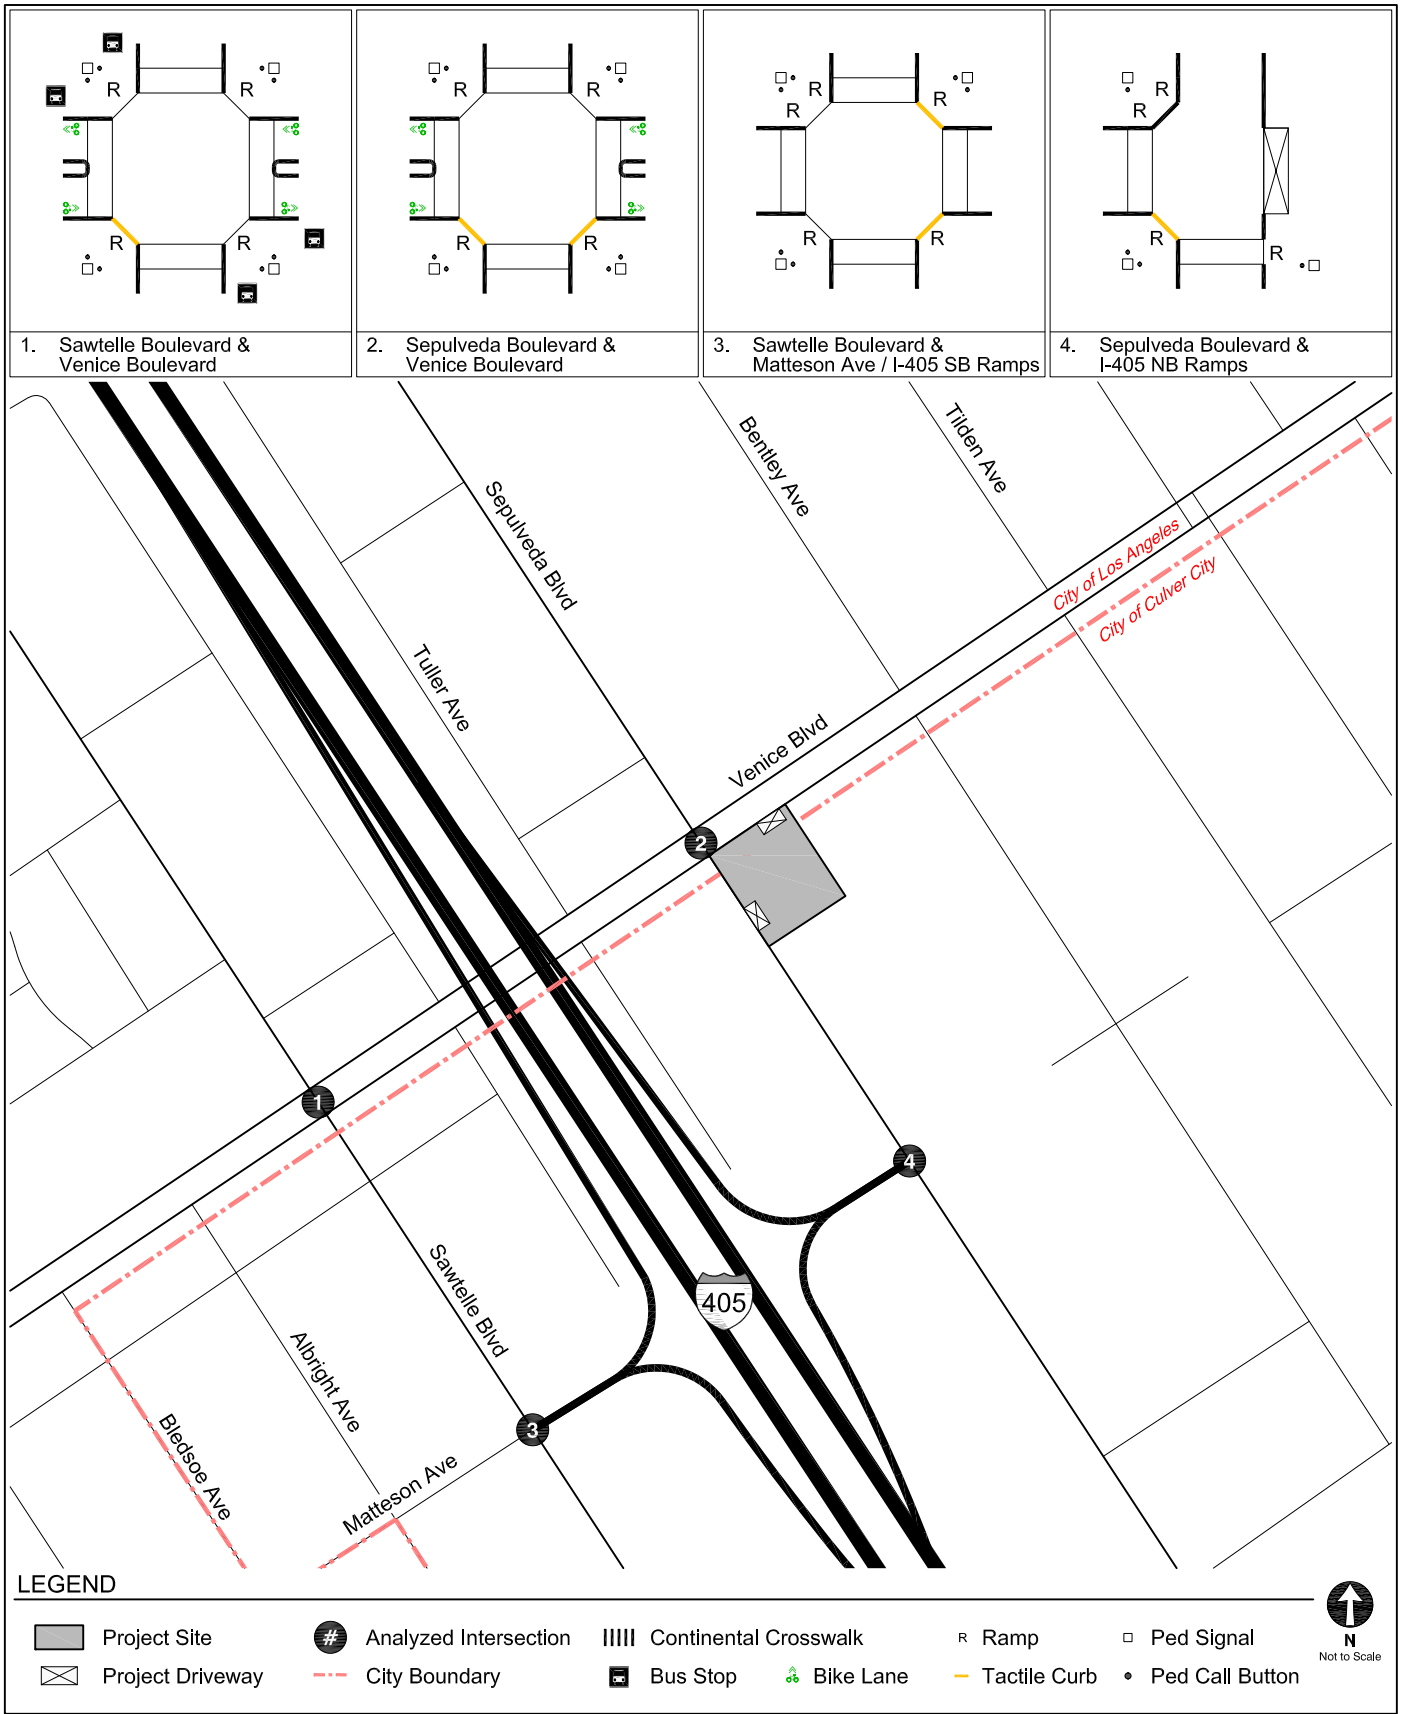 R R
R R
1. Sawtelle Boulevard &
Venice Boulevard
R R
R R
2. Sepulveda Boulevard &
Venice Boulevard
R R
R
R R
3. Sawtelle Boulevard &
Matteson Ave / I-405 SB Ramps
R
R
R R
4. Sepulveda Boulevard &
I-405 NB Ramps
Sepulveda Blvd
Bentley Ave
Tilden Ave
City of Los Angeles
City of Culver City
Tuller Ave
Venice Blvd
2
1
4
405
Sawtelle Blvd
Albright Ave
3
Bledsoe Ave
Matteson Ave
LEGEND
Project Site
# Analyzed Intersection
Continental Crosswalk
R Ramp
Ped Signal
Project Driveway
City Boundary
Bus Stop
Bike Lane
Tactile Curb
Ped Call Button
N
Not to Scale